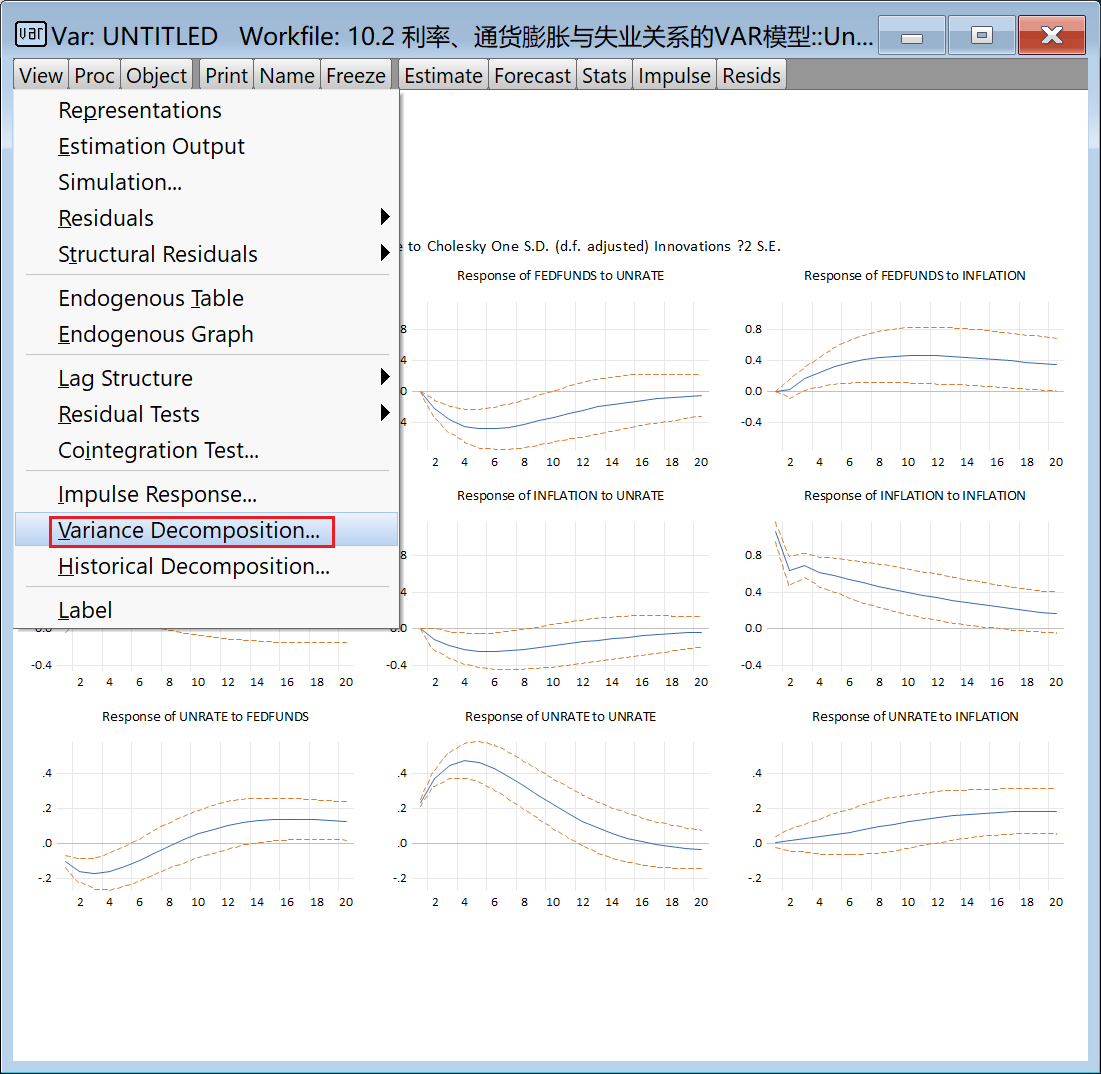 var Var: UNTITLED Workfile: 10.2 利率、通货膨胀与失业关系的VAR模型::Un...
View Proc Object Print Name Freeze Estimate Forecast Stats Impulse Resids
Representations
Estimation Output
Simulation...
Residuals
Structural Residuals
Endogenous Table
Endogenous Graph
Lag Structure
Residual Tests
Cointegration Test...
Impulse Response...
Variance Decomposition...
Historical Decomposition...
Label
to Cholesky One S.D. (d.f. adjusted) Innovations ?2 S.E.
Response of FEDFUNDS to UNRATE
8
4
0
4
2 4 6 8 10 12 14 16 18 20
Response of FEDFUNDS to INFLATION
0.8
0.4
0.0
-0.4
2 4 6 8 10 12 14 16 18 20
0.0
-0.4
2 4 6 8 10 12 14 16 18 20
Response of INFLATION to UNRATE
8
4
0.0
-0.4
2 4 6 8 10 12 14 16 18 20
Response of INFLATION to INFLATION
0.8
0.4
0.0
-0.4
2 4 6 8 10 12 14 16 18 20
Response of UNRATE to FEDFUNDS
.4
.2
.0
-.2
2 4 6 8 10 12 14 16 18 20
Response of UNRATE to UNRATE
.4
.2
.0
-.2
2 4 6 8 10 12 14 16 18 20
Response of UNRATE to INFLATION
.4
.2
.0
-.2
2 4 6 8 10 12 14 16 18 20